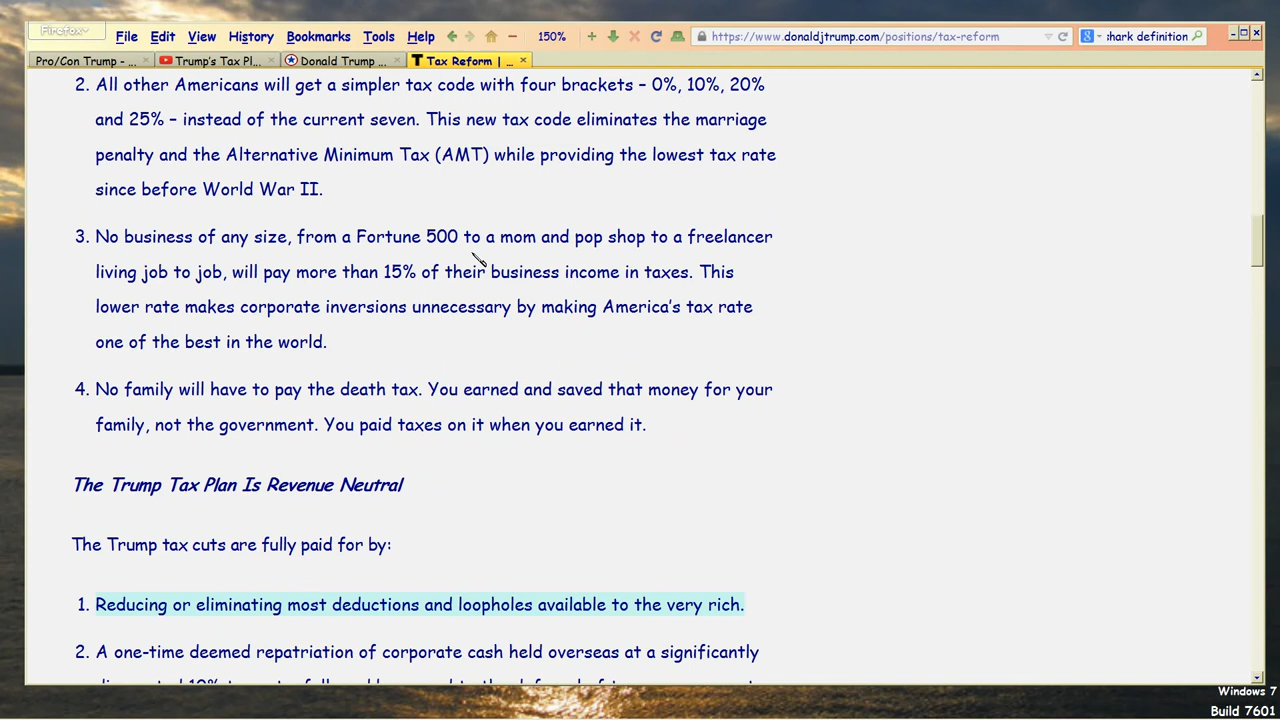 Firefox
File Edit View History Bookmarks Tools Help 150% https://www.donaldjtrump.com/positions/tax-reform hark definition
Pro/Con Trump - ... Trump's Tax Pl... Donald Trump ... Tax Reform | ...
2. All other Americans will get a simpler tax code with four brackets – 0%, 10%, 20%
and 25% – instead of the current seven. This new tax code eliminates the marriage
penalty and the Alternative Minimum Tax (AMT) while providing the lowest tax rate
since before World War II.
3. No business of any size, from a Fortune 500 to a mom and pop shop to a freelancer
living job to job, will pay more than 15% of their business income in taxes. This
lower rate makes corporate inversions unnecessary by making America's tax rate
one of the best in the world.
4. No family will have to pay the death tax. You earned and saved that money for your
family, not the government. You paid taxes on it when you earned it.
The Trump Tax Plan Is Revenue Neutral
The Trump tax cuts are fully paid for by:
1. Reducing or eliminating most deductions and loopholes available to the very rich.
2. A one-time deemed repatriation of corporate cash held overseas at a significantly
Windows 7
Build 7601